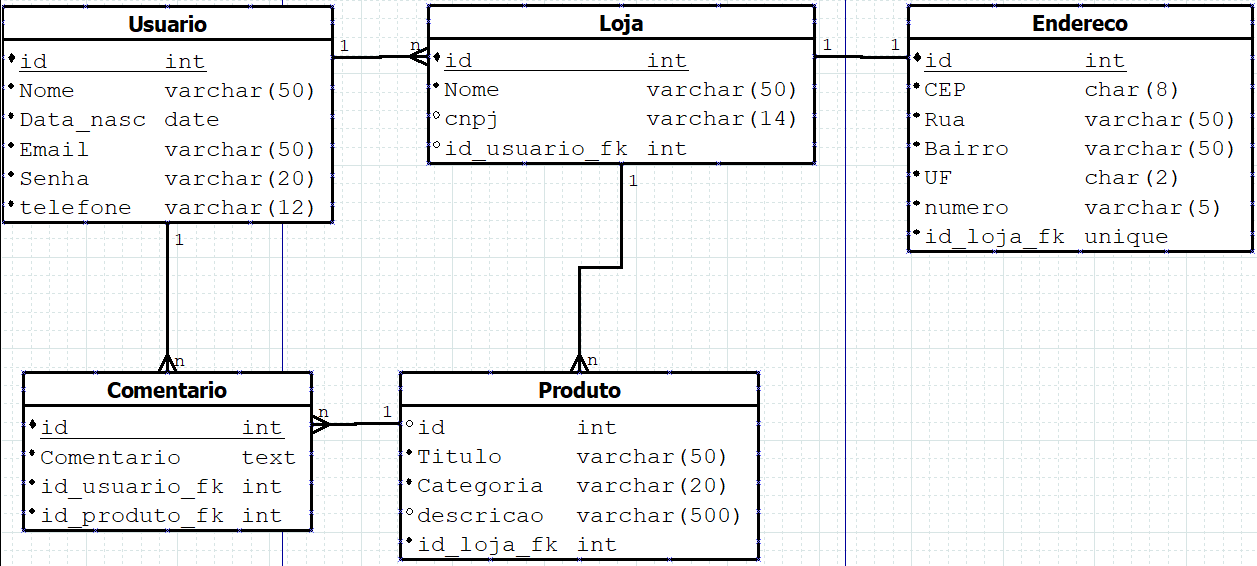 Usuario
id int
Nome varchar(50)
Data_nasc date
Email varchar(50)
Senha varchar(20)
telefone varchar(12)
1
n
Loja
id int
Nome varchar(50)
cnpj varchar(14)
id_usuario_fk int
1
1
Endereco
id int
CEP char(8)
Rua varchar(50)
Bairro varchar(50)
UF char(2)
numero varchar(5)
id_loja_fk unique
1
n
1
n
Comentario
id int
Comentario text
id_usuario_fk int
id_produto_fk int
n
1
Produto
id int
Titulo varchar(50)
Categoria varchar(20)
descricao varchar(500)
id_loja_fk int